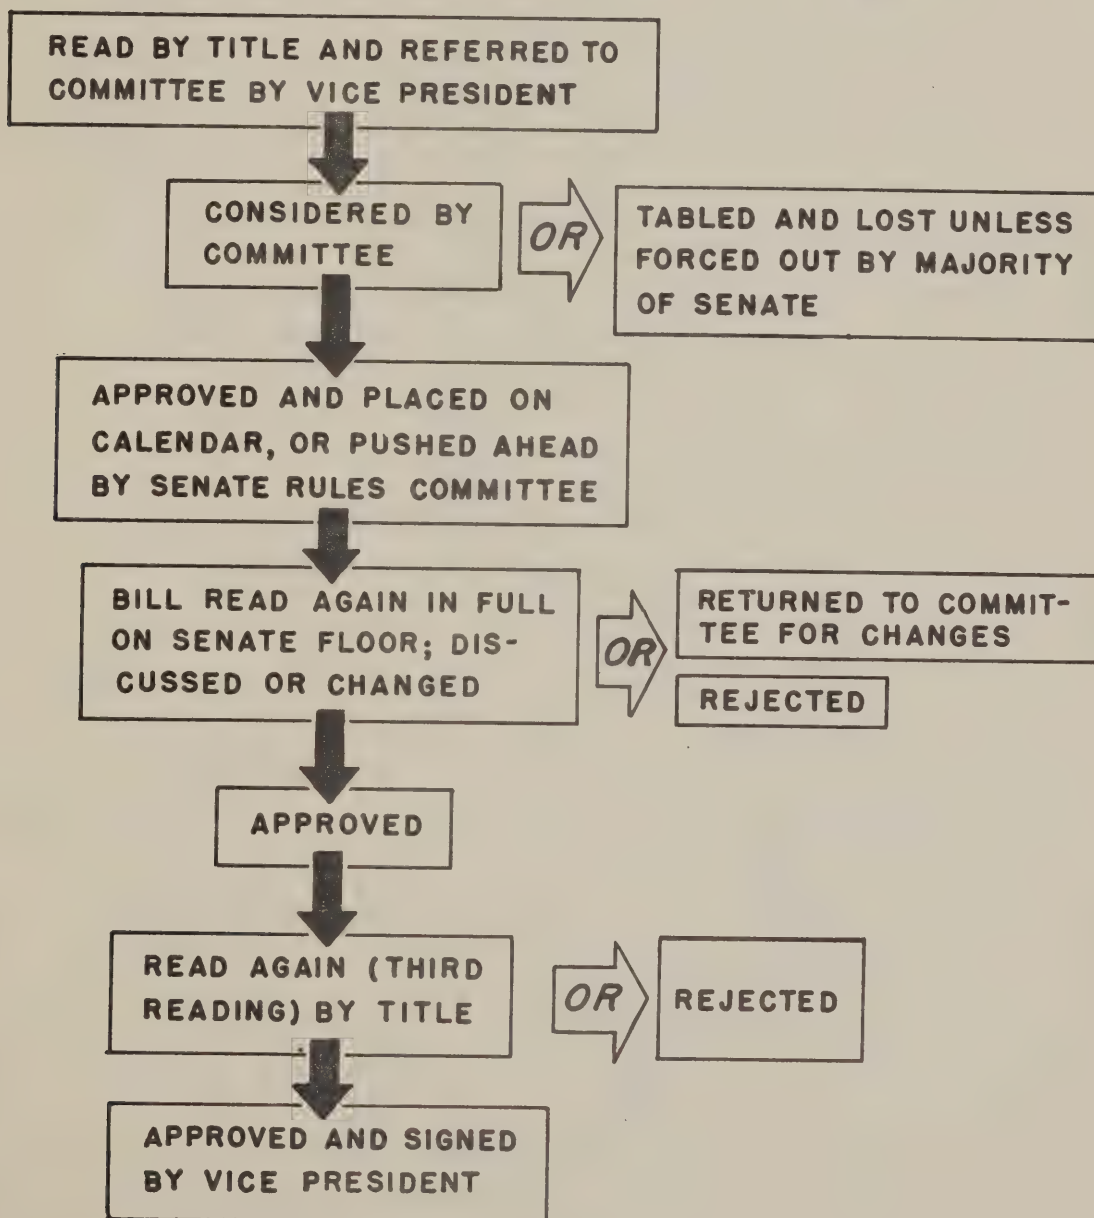 READ BY TITLE AND REFERRED TO
COMMITTEE BY VICE PRESIDENT
CONSIDERED BY
COMMITTEE
OR
TABLED AND LOST UNLESS
FORCED OUT BY MAJORITY
OF SENATE
APPROVED AND PLACED ON
CALENDAR, OR PUSHED AHEAD
BY SENATE RULES COMMITTEE
BILL READ AGAIN IN FULL
ON SENATE FLOOR; DIS-
CUSSED OR CHANGED
OR
RETURNED TO COMMIT-
TEE FOR CHANGES
REJECTED
APPROVED
READ AGAIN (THIRD
READING) BY TITLE
OR
REJECTED
APPROVED AND SIGNED
BY VICE PRESIDENT